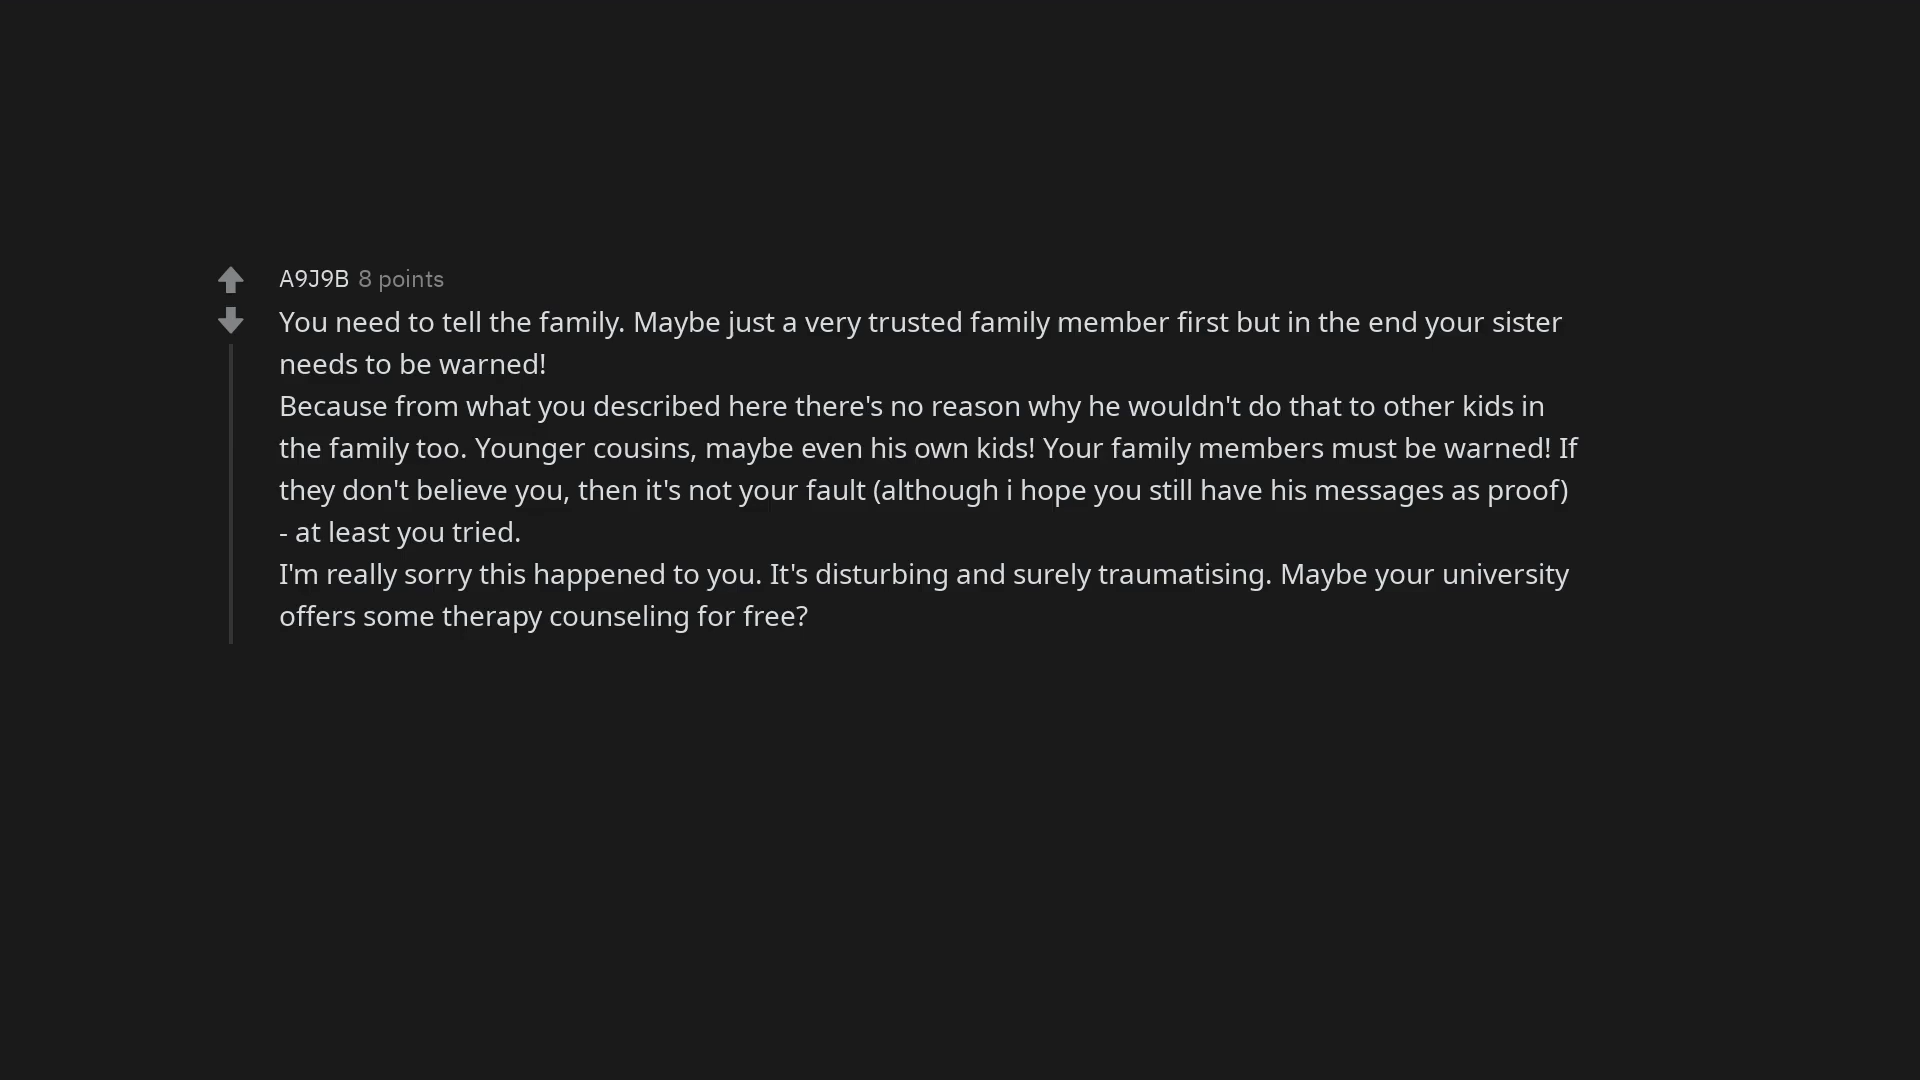 A9J9B 8 points
You need to tell the family. Maybe just a very trusted family member first but in the end your sister
needs to be warned!
Because from what you described here there's no reason why he wouldn't do that to other kids in
the family too. Younger cousins, maybe even his own kids! Your family members must be warned! If
they don't believe you, then it's not your fault (although i hope you still have his messages as proof)
- at least you tried.
I'm really sorry this happened to you. It's disturbing and surely traumatising. Maybe your university
offers some therapy counseling for free?